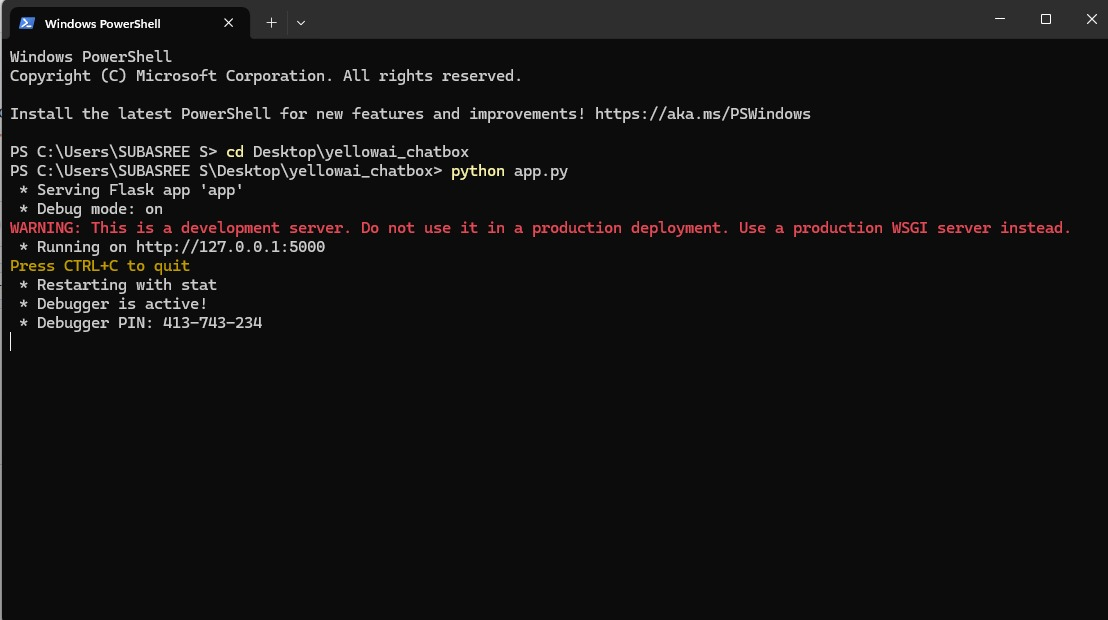 Windows PowerShell
Windows PowerShell
Copyright (C) Microsoft Corporation. All rights reserved.
Install the latest PowerShell for new features and improvements! https://aka.ms/PSWindows
PS C:\Users\SUBASREE S> cd Desktop\yellowai_chatbox
PS C:\Users\SUBASREE S\Desktop\yellowai_chatbox> python app.py
 * Serving Flask app 'app'
 * Debug mode: on
WARNING: This is a development server. Do not use it in a production deployment. Use a production WSGI server instead.
 * Running on http://127.0.0.1:5000
Press CTRL+C to quit
 * Restarting with stat
 * Debugger is active!
 * Debugger PIN: 413-743-234